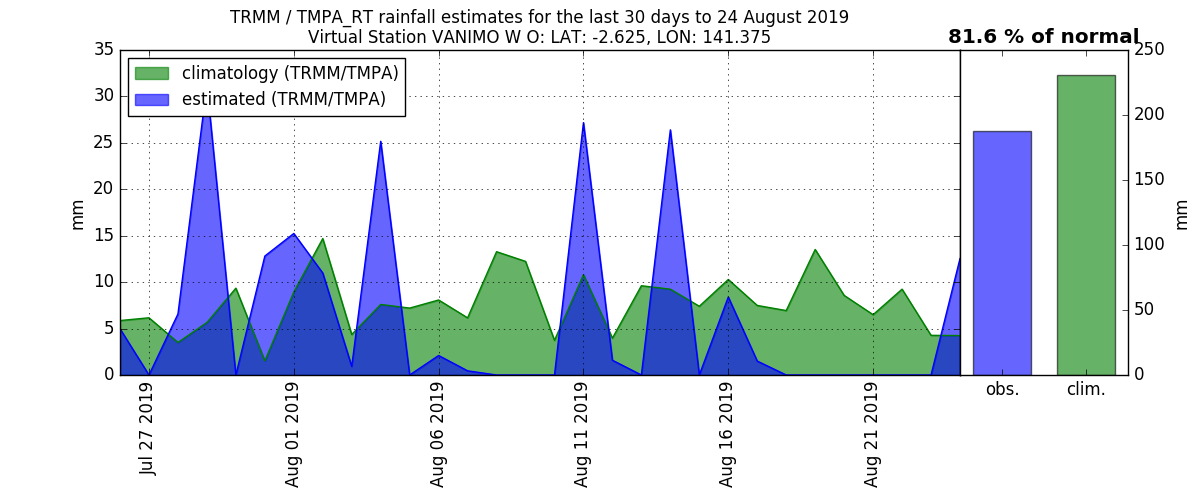 TRMM / TMPA_RT rainfall estimates for the last 30 days to 24 August 2019
Virtual Station VANIMO W O: LAT: -2.625, LON: 141.375
81.6 % of normal
climatology (TRMM/TMPA)
estimated (TRMM/TMPA)
35
30
25
20
15
10
5
0
mm
Jul 27 2019
Aug 01 2019
Aug 06 2019
Aug 11 2019
Aug 16 2019
Aug 21 2019
250
200
150
100
50
0
mm
obs.
clim.